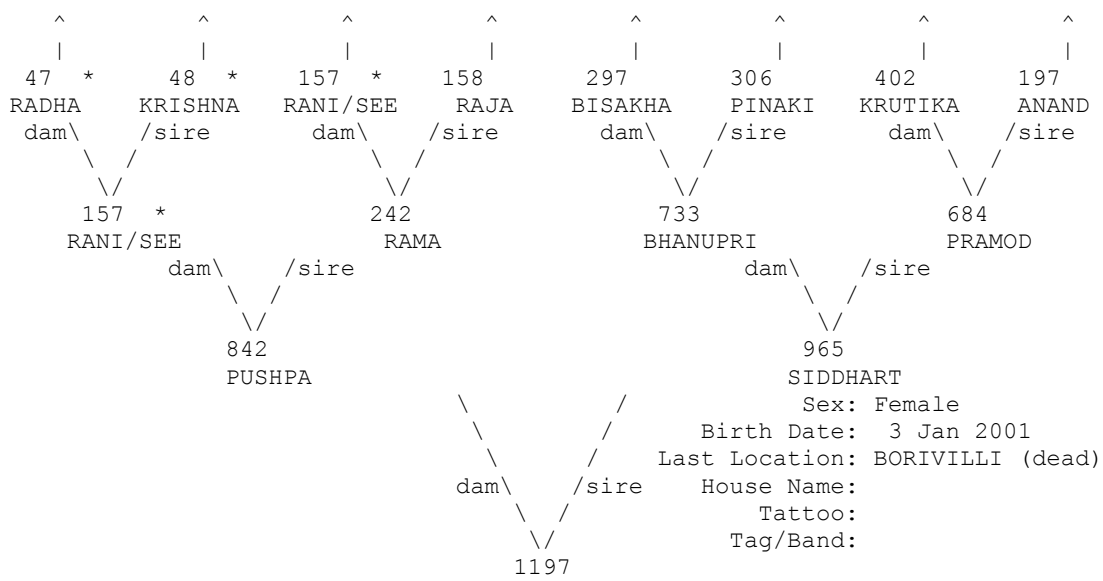 ^ ^ ^ ^ ^ ^ ^ ^
| | | | | | | |
47 * 48 * 157 * 158 297 306 402 197
RADHA KRISHNA RANI/SEE RAJA BISAKHA PINAKI KRUTIKA ANAND
dam\ /sire dam\ /sire dam\ /sire dam\ /sire
\ / \ / \ / \ /
\/ \/ \/ \/
157 * 242 733 684
RANI/SEE RAMA BHANUPRI PRAMOD
dam\ /sire dam\ /sire
\ / \ /
\/ \/
842 965
PUSHPA SIDDHART
\ / Sex: Female
\ / Birth Date: 3 Jan 2001
\ / Last Location: BORIVILLI (dead)
dam\ /sire House Name:
\ / Tattoo:
\/ Tag/Band:
1197